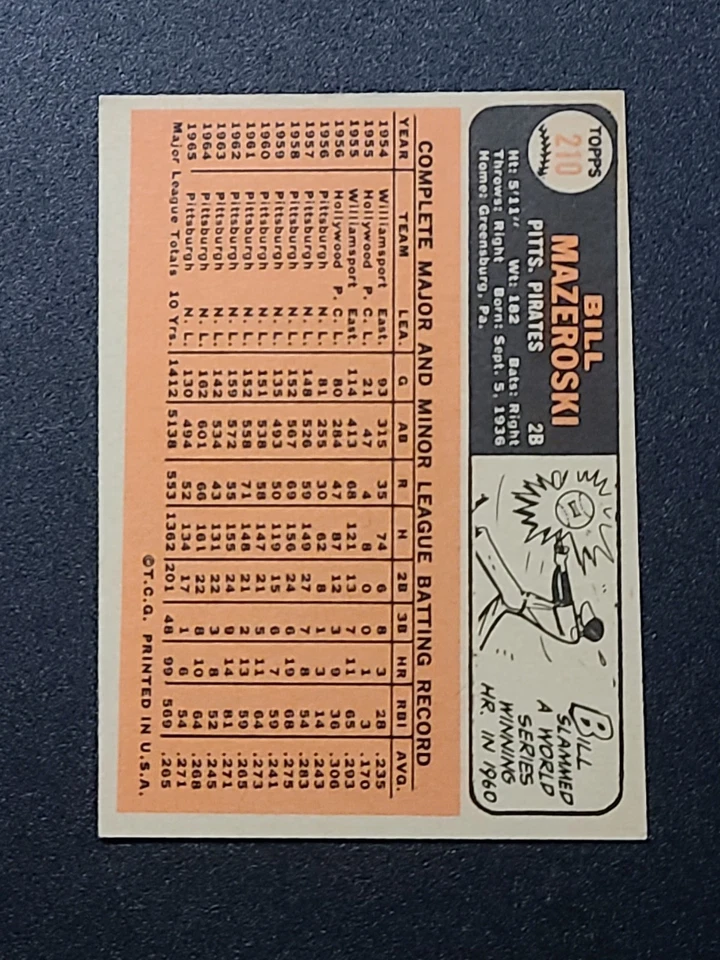 TOPPS
210
BILL
MAZEROSKI
PITTS. PIRATES 2B
Ht: 5'11" Wt: 182 Bats: Right
Throws: Right Born: Sept. 5, 1936
Home: Greensburg, Pa.
BILL
SLAMMED
A WORLD
SERIES
WINNING
HR. IN 1960
COMPLETE MAJOR AND MINOR LEAGUE BATTING RECORD
YEAR TEAM LEA. G AB R H 2B 3B HR RBI AVG.
1954 Williamsport East. 93 315 35 74 6 8 3 28 .235
1955 Hollywood P. C. L. 21 47 4 8 0 0 1 3 .170
1955 Williamsport East. 114 413 68 121 13 7 11 65 .293
1956 Hollywood P. C. L. 80 284 47 87 12 3 9 36 .306
1956 Pittsburgh N. L. 81 255 30 62 8 1 3 14 .243
1957 Pittsburgh N. L. 148 526 59 149 27 7 8 54 .283
1958 Pittsburgh N. L. 152 567 69 156 24 6 19 68 .275
1959 Pittsburgh N. L. 135 493 50 119 15 6 7 59 .241
1960 Pittsburgh N. L. 151 538 58 147 21 5 11 64 .273
1961 Pittsburgh N. L. 152 558 71 148 21 2 13 59 .265
1962 Pittsburgh N. L. 159 572 55 155 24 9 14 81 .271
1963 Pittsburgh N. L. 142 534 43 131 22 3 8 52 .245
1964 Pittsburgh N. L. 162 601 66 161 22 8 10 64 .268
1965 Pittsburgh N. L. 130 494 52 134 17 1 6 54 .271
Major League Totals 10 Yrs. 1412 5138 553 1362 201 48 99 569 .265
©T.C.G. PRINTED IN U.S.A.